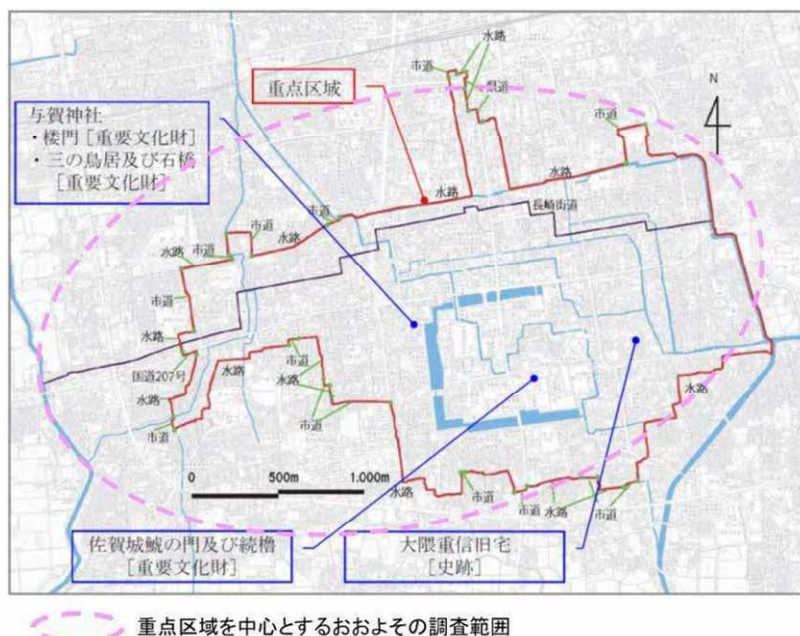 水路
市道
重点区域
県道
市道
N
与賀神社
・楼門[重要文化財]
・三の鳥居及び石橋
[重要文化財]
水路
水路
長崎街道
市道
市道
水路
水路
市道
市道
水路
国道207号
市道
水路
水路
水路
水路
市道
市道
0 500m 1,000m
水路
市道
市道
水路
市道
佐賀城鯱の門及び続櫓
[重要文化財]
大隈重信旧宅
[史跡]
重点区域を中心とするおおよその調査範囲